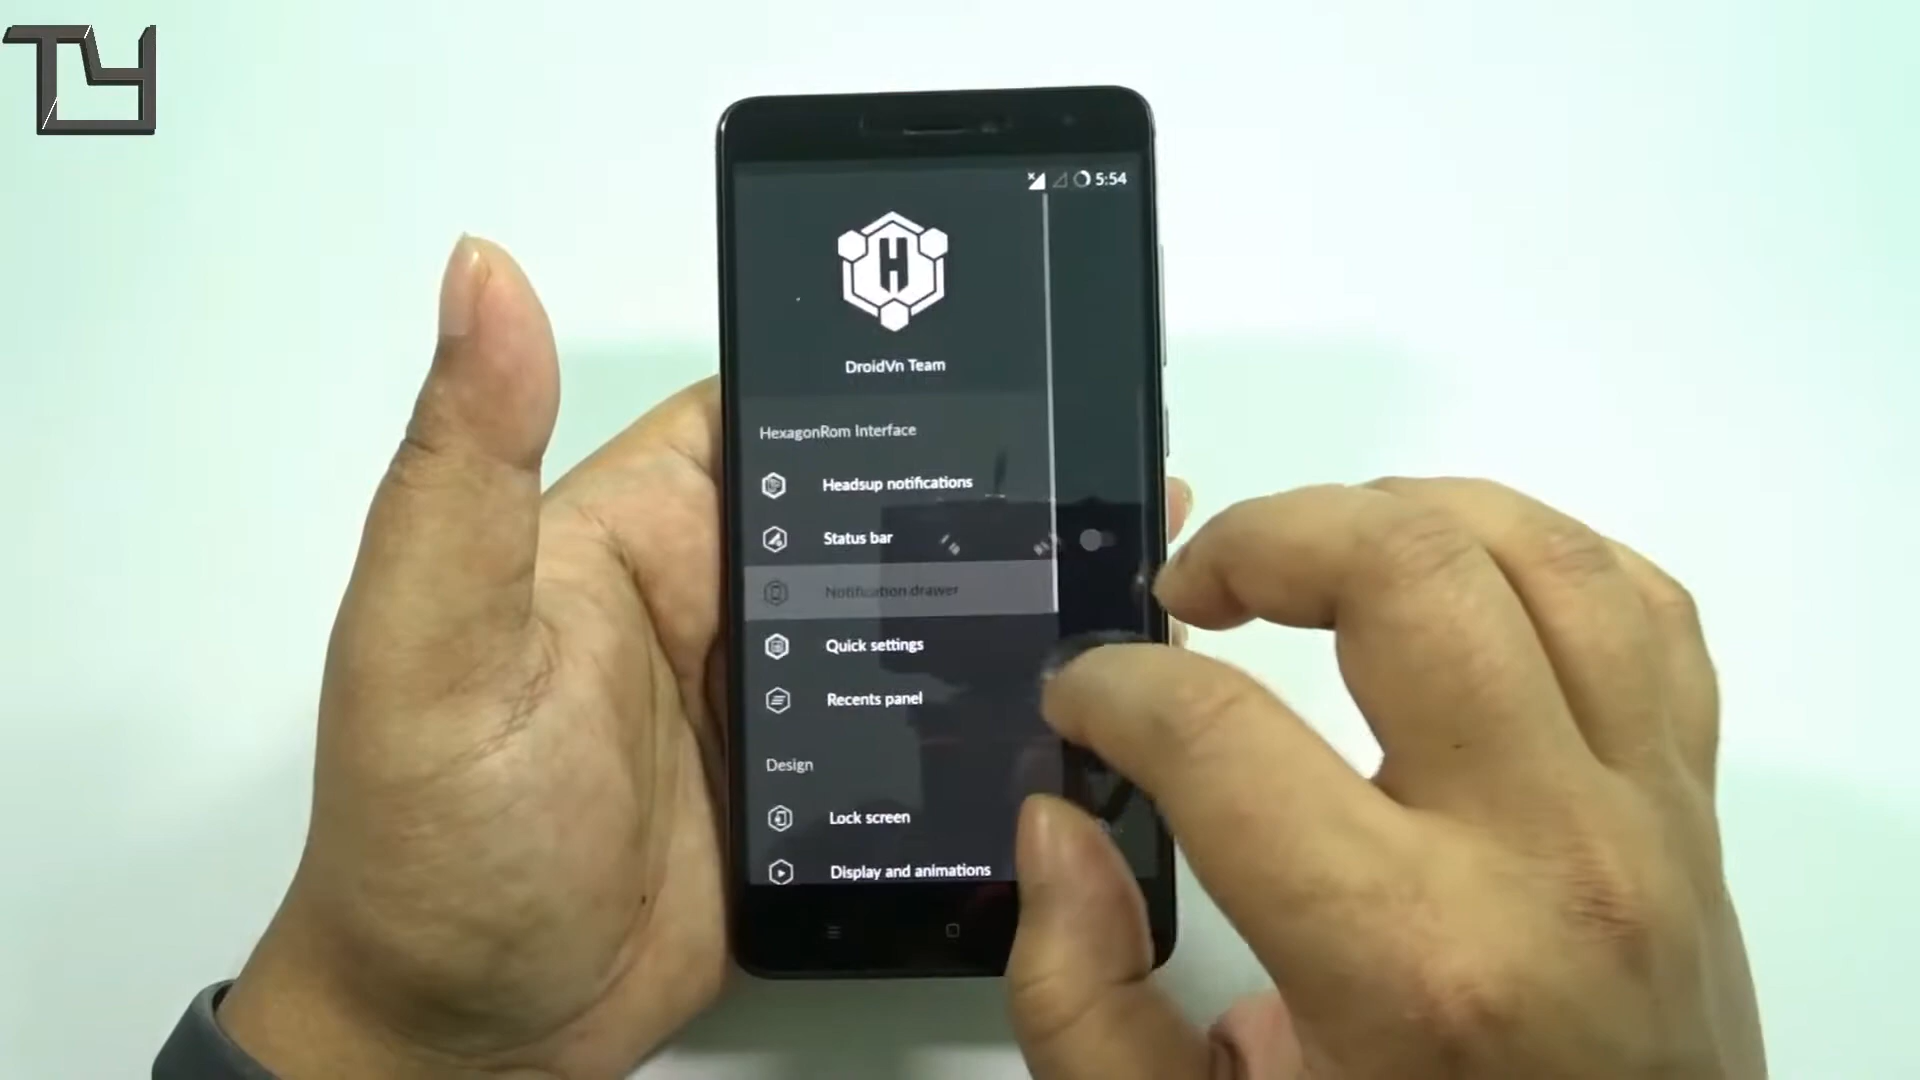 TY
5:54
H
DroidVn Team
HexagonRom Interface
Headsup notifications
Status bar
Notification drawer
Quick settings
Recents panel
Design
Lock screen
Display and animations